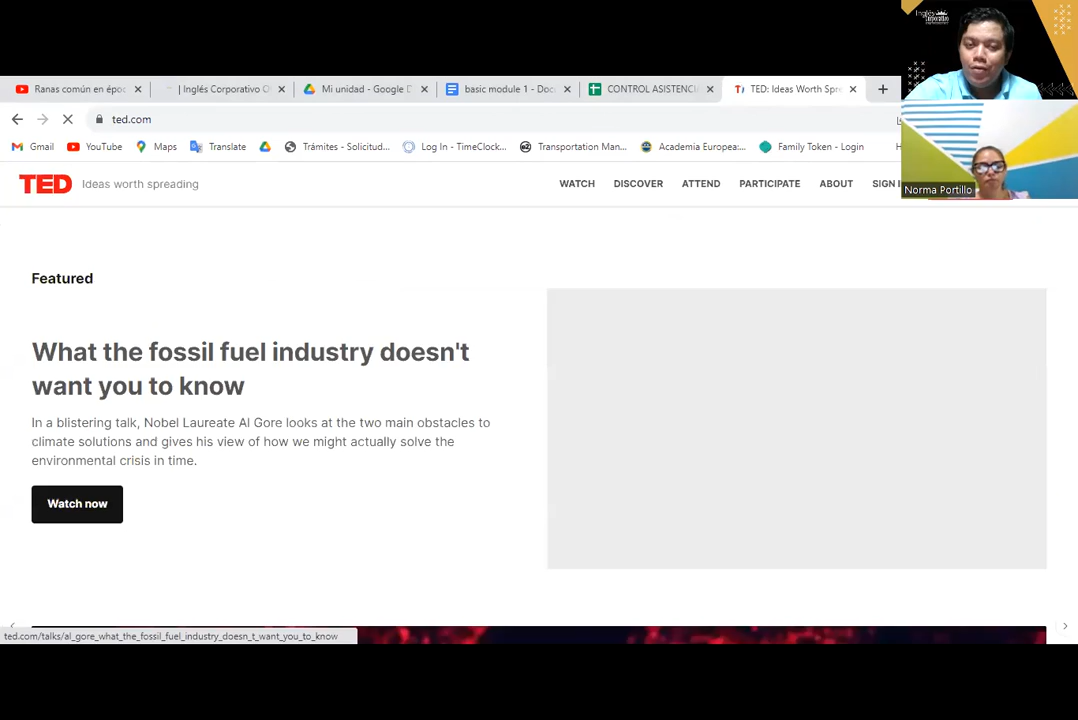 Inglés
Corporativo
Ranas común en époc
| Inglés Corporativo O
Mi unidad - Google D
basic module 1 - Doc
CONTROL ASISTENCI
TED: Ideas Worth Spre
ted.com
Gmail
YouTube
Maps
Translate
Trámites - Solicitud...
Log In - TimeClock...
Transportation Man...
Academia Europea:...
Family Token - Login
H
Norma Portillo
TED
Ideas worth spreading
WATCH
DISCOVER
ATTEND
PARTICIPATE
ABOUT
SIGN I
Featured
What the fossil fuel industry doesn't
want you to know
In a blistering talk, Nobel Laureate Al Gore looks at the two main obstacles to
climate solutions and gives his view of how we might actually solve the
environmental crisis in time.
Watch now
ted.com/talks/al_gore_what_the_fossil_fuel_industry_doesn_t_want_you_to_know